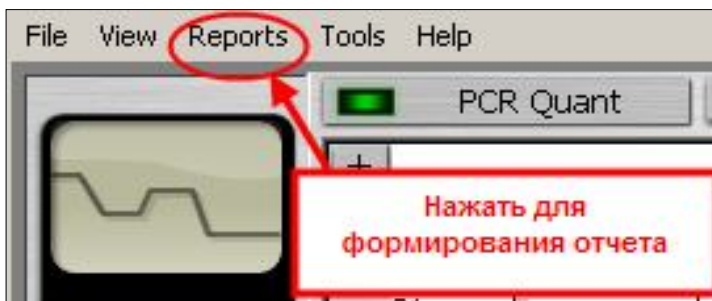 File View Reports Tools Help
PCR Quant
+
Нажать для
формирования отчета